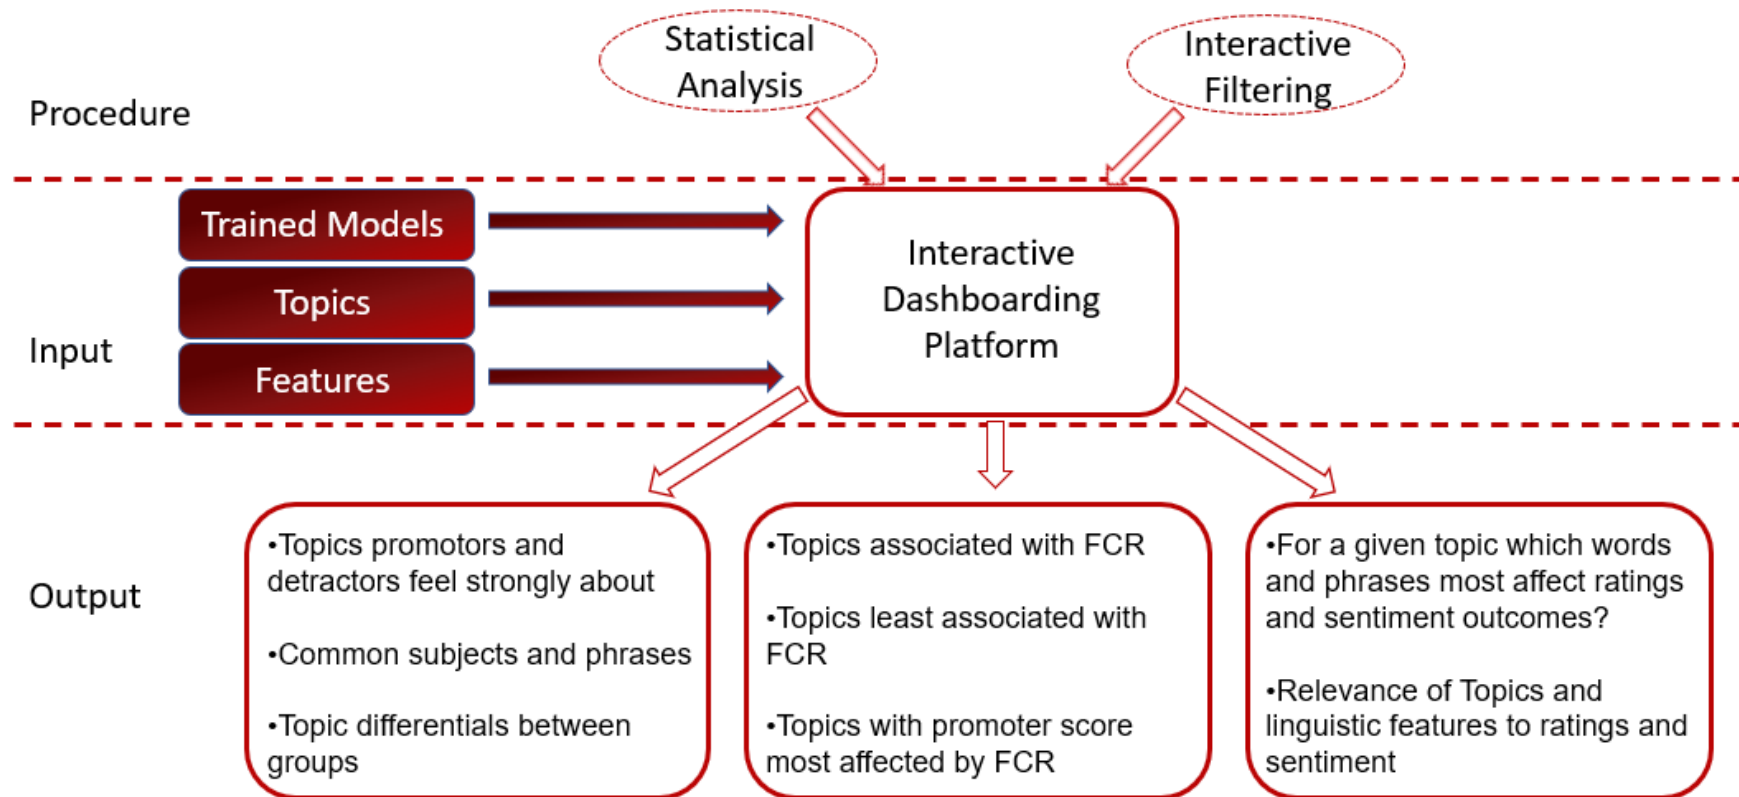 Statistical
Analysis
Interactive
Filtering
Procedure
Trained Models
Topics
Features
Input
Interactive
Dashboarding
Platform
Output
•Topics promotors and
detractors feel strongly about
•Common subjects and phrases
•Topic differentials between
groups
•Topics associated with FCR
•Topics least associated with
FCR
•Topics with promoter score
most affected by FCR
•For a given topic which words
and phrases most affect ratings
and sentiment outcomes?
•Relevance of Topics and
linguistic features to ratings and
sentiment